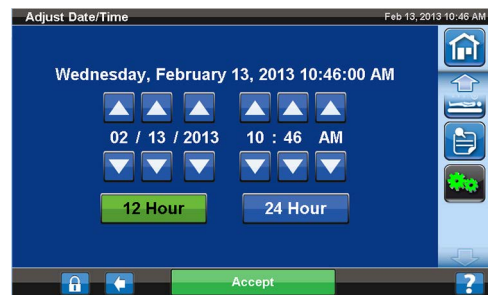 Adjust Date/Time
Feb 13, 2013 10:46 AM
Wednesday, February 13, 2013 10:46:00 AM
02 / 13 / 2013 10 : 46 AM
12 Hour 24 Hour
Accept ?